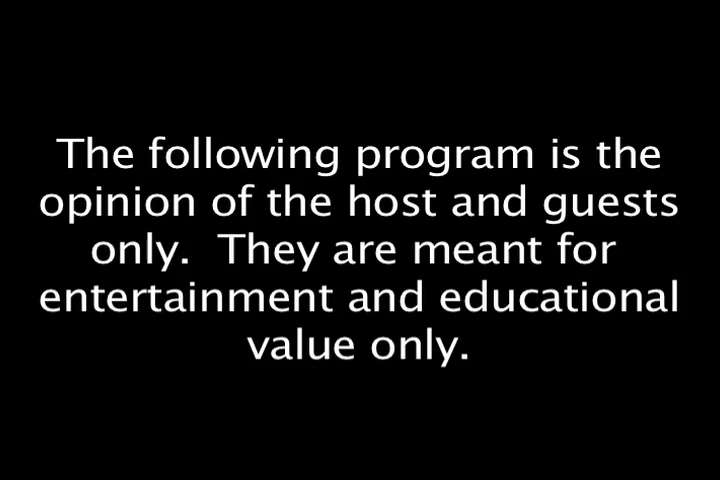 The following program is the
opinion of the host and guests
only.  They are meant for
entertainment and educational
value only.